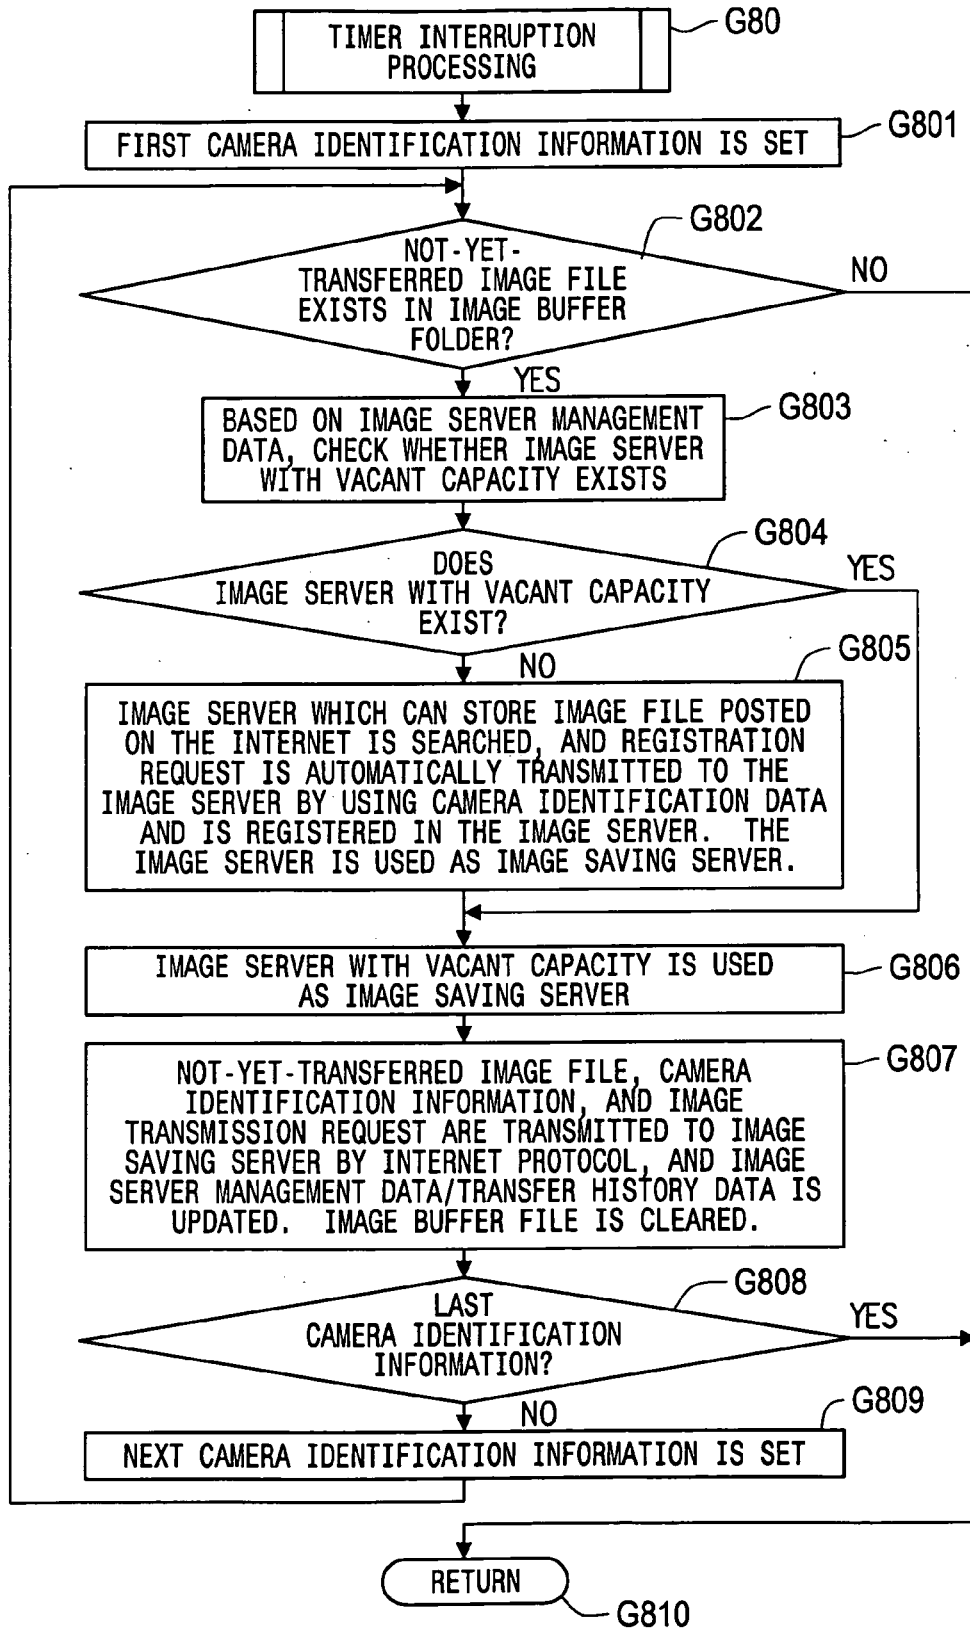 TIMER INTERRUPTION
PROCESSING
G80
FIRST CAMERA IDENTIFICATION INFORMATION IS SET
G801
G802
NOT-YET-
TRANSFERRED IMAGE FILE
EXISTS IN IMAGE BUFFER
FOLDER?
NO
YES
G803
BASED ON IMAGE SERVER MANAGEMENT
DATA, CHECK WHETHER IMAGE SERVER
WITH VACANT CAPACITY EXISTS
G804
DOES
IMAGE SERVER WITH VACANT CAPACITY
EXIST?
YES
NO
G805
IMAGE SERVER WHICH CAN STORE IMAGE FILE POSTED
ON THE INTERNET IS SEARCHED, AND REGISTRATION
REQUEST IS AUTOMATICALLY TRANSMITTED TO THE
IMAGE SERVER BY USING CAMERA IDENTIFICATION DATA
AND IS REGISTERED IN THE IMAGE SERVER. THE
IMAGE SERVER IS USED AS IMAGE SAVING SERVER.
IMAGE SERVER WITH VACANT CAPACITY IS USED
AS IMAGE SAVING SERVER
G806
G807
NOT-YET-TRANSFERRED IMAGE FILE, CAMERA
IDENTIFICATION INFORMATION, AND IMAGE
TRANSMISSION REQUEST ARE TRANSMITTED TO IMAGE
SAVING SERVER BY INTERNET PROTOCOL, AND IMAGE
SERVER MANAGEMENT DATA/TRANSFER HISTORY DATA IS
UPDATED. IMAGE BUFFER FILE IS CLEARED.
G808
LAST
CAMERA IDENTIFICATION
INFORMATION?
YES
NO
G809
NEXT CAMERA IDENTIFICATION INFORMATION IS SET
RETURN
G810